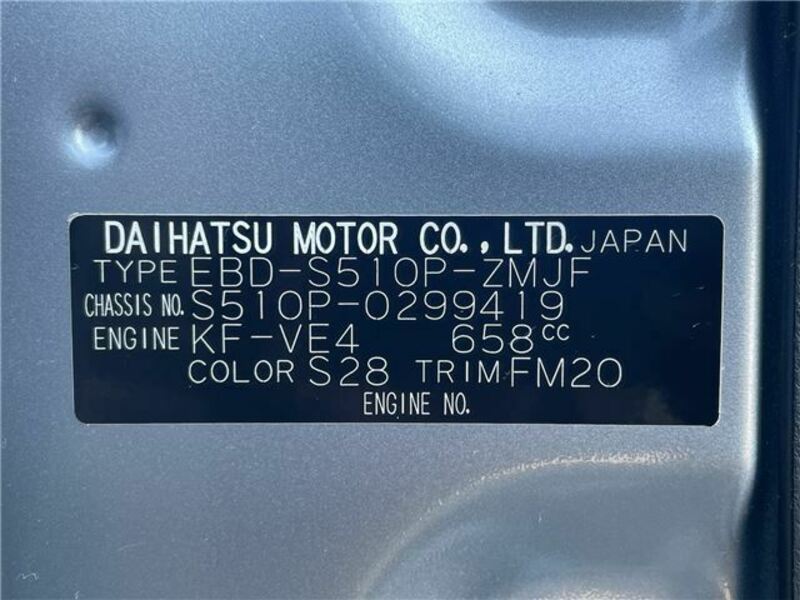 DAIHATSU MOTOR CO., LTD. JAPAN
TYPE EBD-S510P-ZMJF
CHASSIS NO. S510P-0299419
ENGINE KF-VE4 658cc
COLOR S28 TRIM FM20
ENGINE NO.